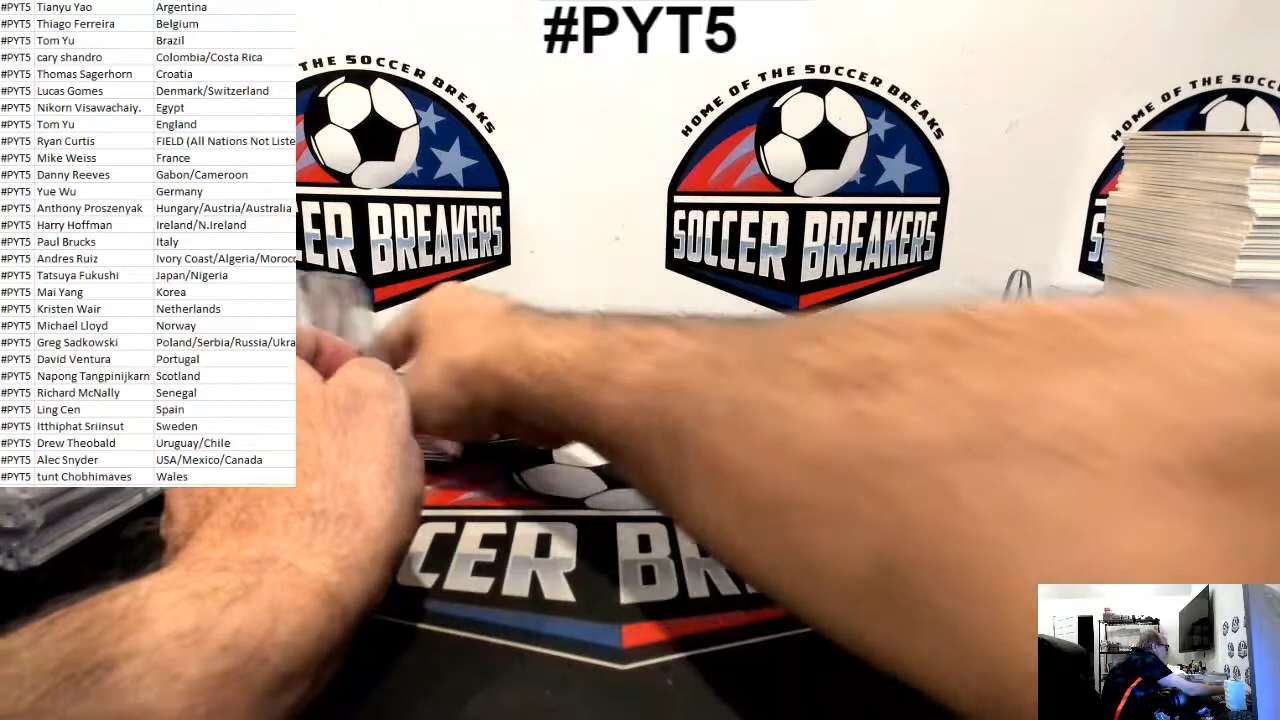 #PYT5 Tianyu Yao Argentina
#PYT5 Thiago Ferreira Belgium
#PYT5 Tom Yu Brazil
#PYT5 cary shandro Colombia/Costa Rica
#PYT5 Thomas Sagerhorn Croatia
#PYT5 Lucas Gomes Denmark/Switzerland
#PYT5 Nikorn Visawachaiy. Egypt
#PYT5 Tom Yu England
#PYT5 Ryan Curtis FIELD (All Nations Not Liste
#PYT5 Mike Weiss France
#PYT5 Danny Reeves Gabon/Cameroon
#PYT5 Yue Wu Germany
#PYT5 Anthony Proszenyak Hungary/Austria/Australia
#PYT5 Harry Hoffman Ireland/N.Ireland
#PYT5 Paul Brucks Italy
#PYT5 Andres Ruiz Ivory Coast/Algeria/Moroco
#PYT5 Tatsuya Fukushi Japan/Nigeria
#PYT5 Mai Yang Korea
#PYT5 Kristen Wair Netherlands
#PYT5 Michael Lloyd Norway
#PYT5 Greg Sadkowski Poland/Serbia/Russia/Ukra
#PYT5 David Ventura Portugal
#PYT5 Napong Tangpinijkarn Scotland
#PYT5 Richard McNally Senegal
#PYT5 Ling Cen Spain
#PYT5 Itthiphat Sriinsut Sweden
#PYT5 Drew Theobald Uruguay/Chile
#PYT5 Alec Snyder USA/Mexico/Canada
#PYT5 tunt Chobhimaves Wales
#PYT5
THE SOCCER BREAKS
CER BREAKERS
HOME OF THE SOCCER BREAKS
SOCCER BREAKERS
HOME OF THE SOCCE
S
CCER BR